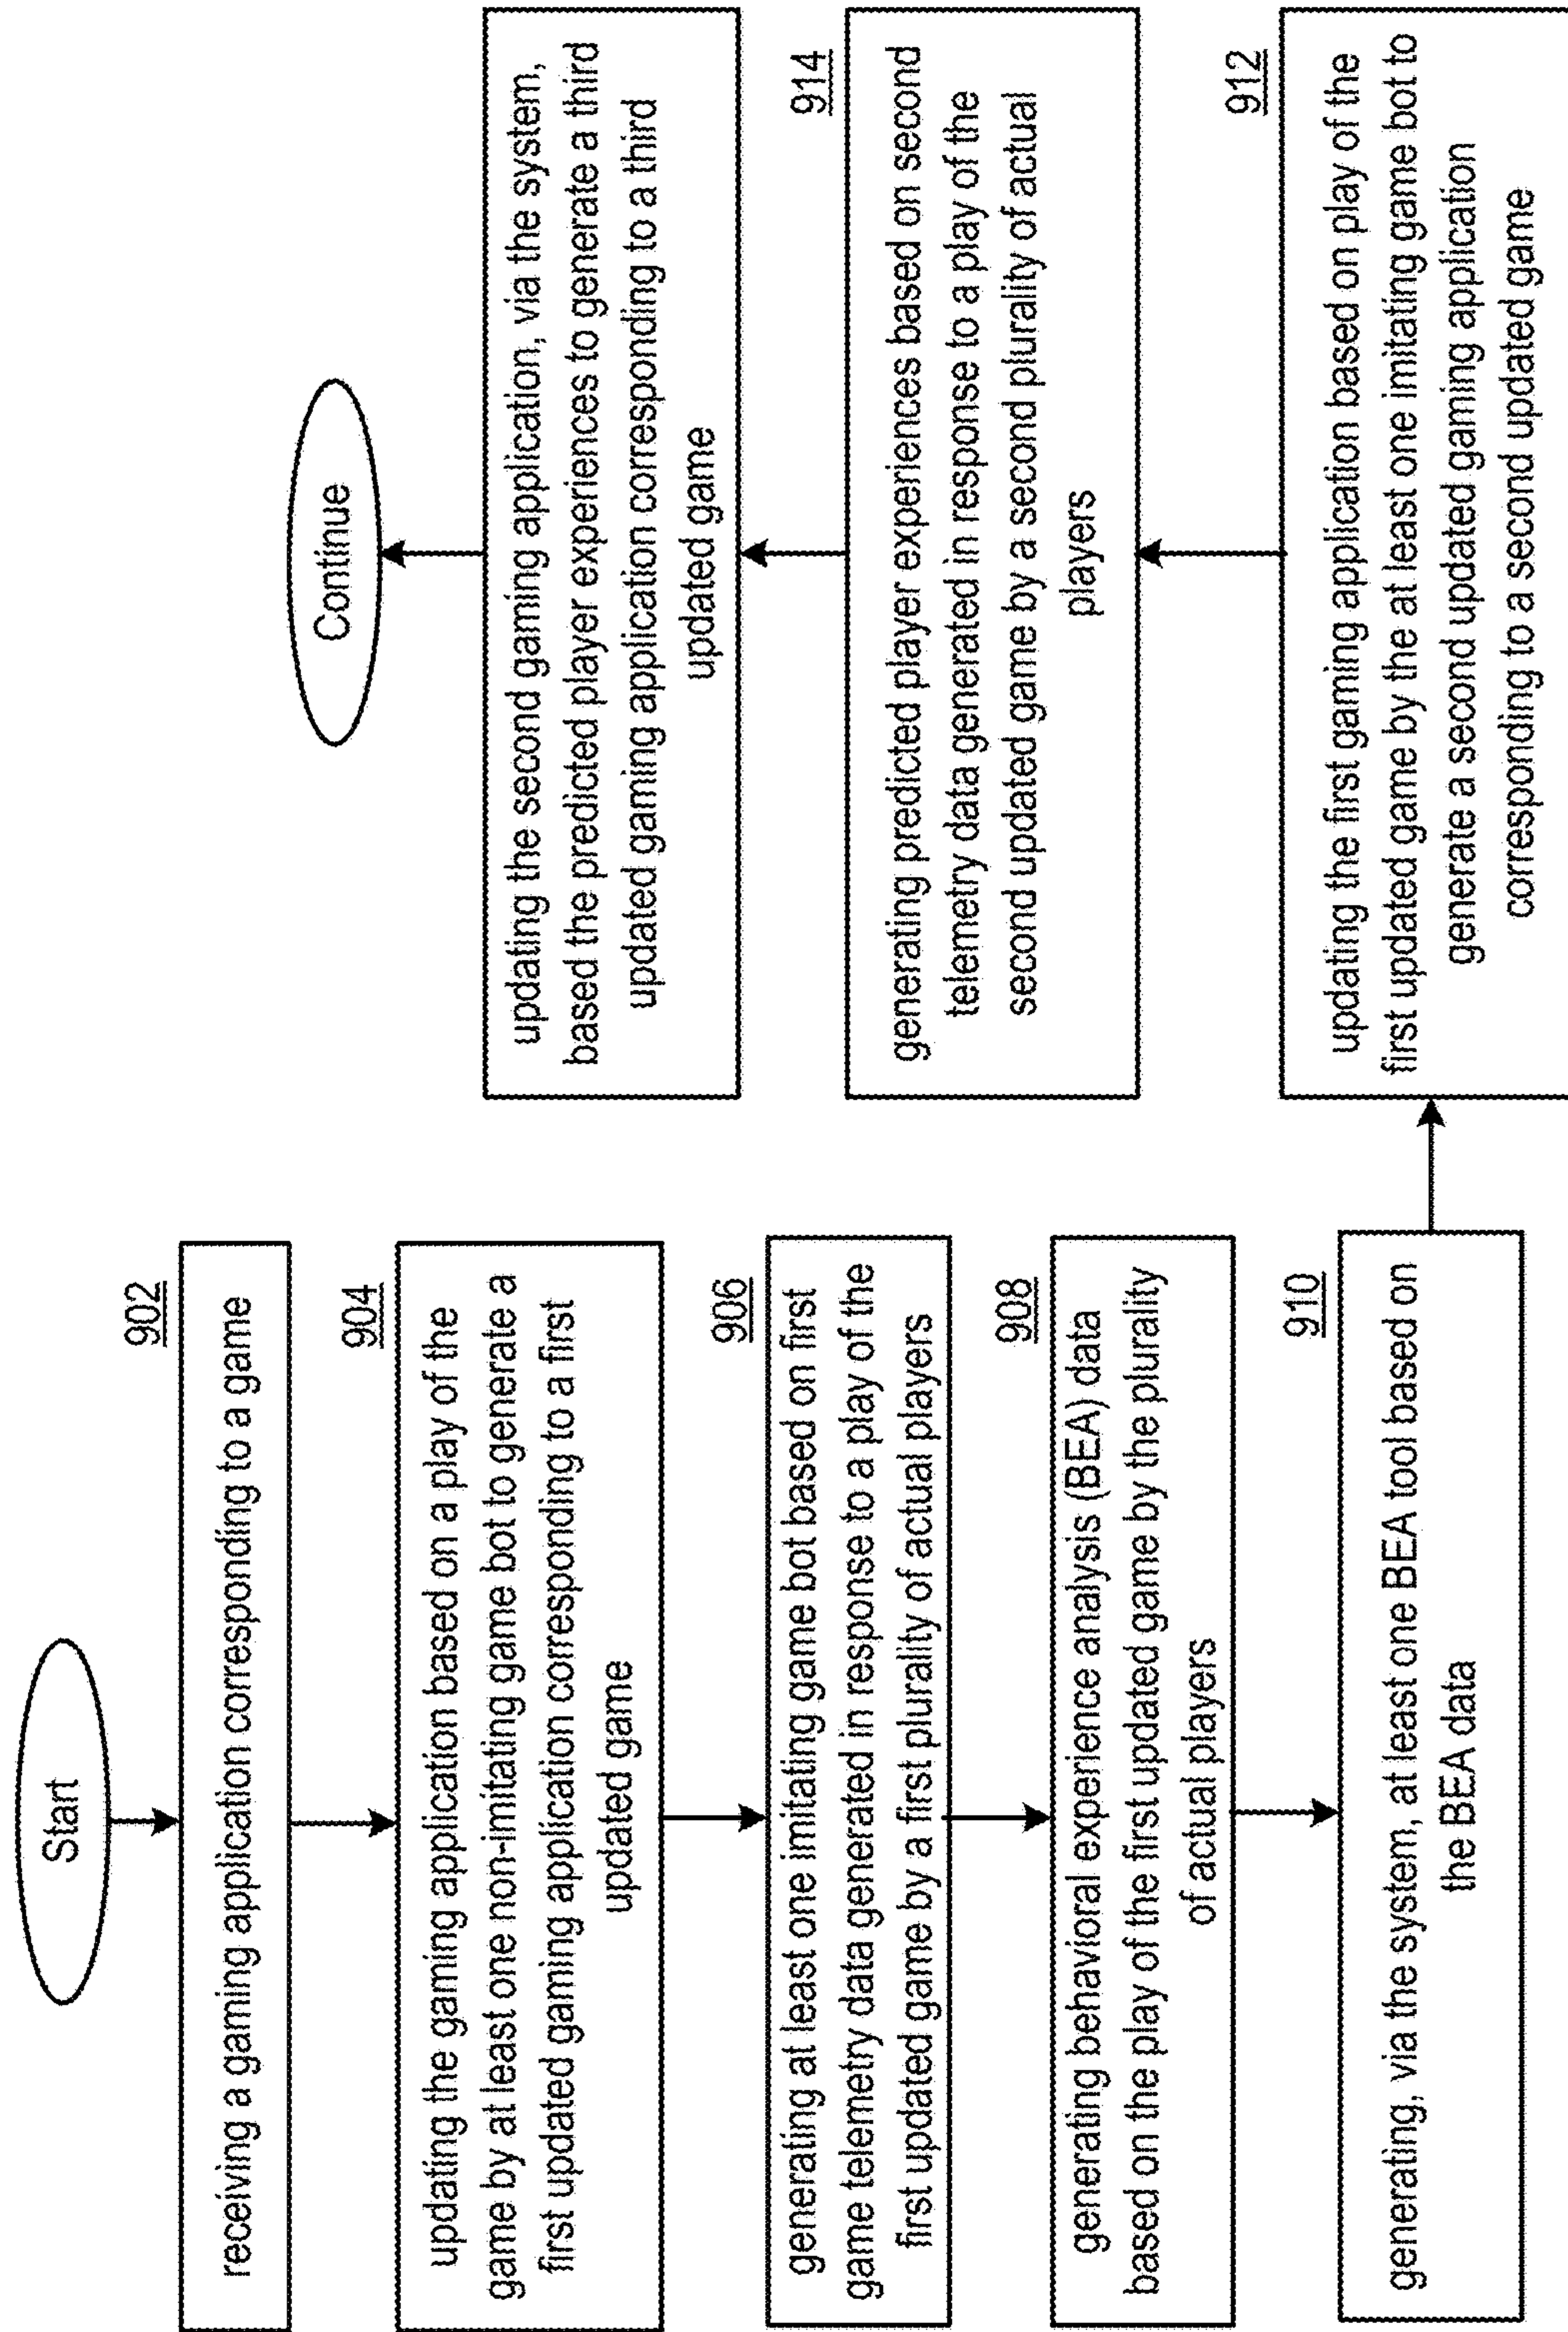 Start
902
receiving a gaming application corresponding to a game
904
updating the gaming application based on a play of the
game by at least one non-imitating game bot to generate a
first updated gaming application corresponding to a first
updated game
906
generating at least one imitating game bot based on first
game telemetry data generated in response to a play of the
first updated game by a first plurality of actual players
908
generating behavioral experience analysis (BEA) data
based on the play of the first updated game by the plurality
of actual players
910
generating, via the system, at least one BEA tool based on
the BEA data
912
updating the first gaming application based on play of the
first updated game by the at least one imitating game bot to
generate a second updated gaming application
corresponding to a second updated game
914
generating predicted player experiences based on second
telemetry data generated in response to a play of the
second updated game by a second plurality of actual
players
updating the second gaming application, via the system,
based the predicted player experiences to generate a third
updated gaming application corresponding to a third
updated game
Continue